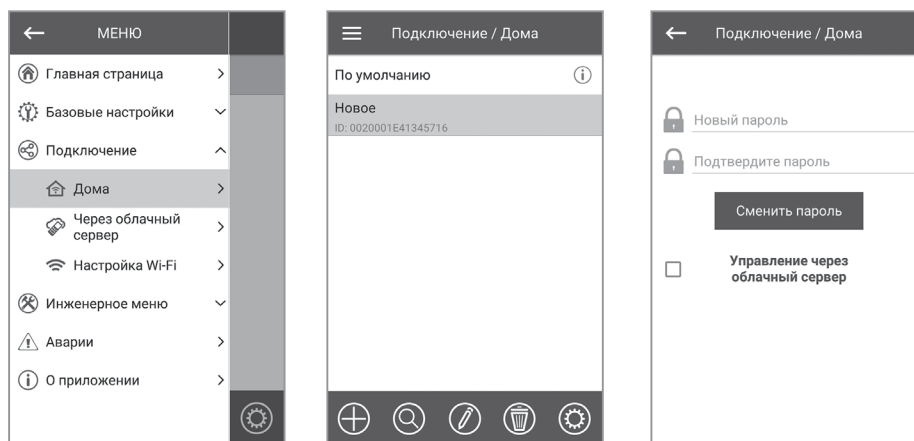 МЕНЮ
Главная страница
Базовые настройки
Подключение
Дома
Через облачный
сервер
Настройка Wi-Fi
Инженерное меню
Аварии
О приложении
Подключение / Дома
По умолчанию
Новое
ID: 0020001E41345716
Подключение / Дома
Новый пароль
Подтвердите пароль
Сменить пароль
Управление через
облачный сервер